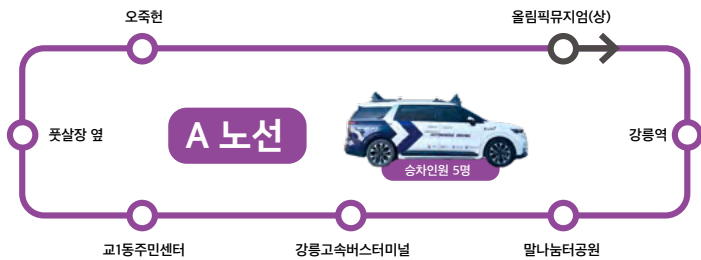 오죽헌
올림픽뮤지엄(상)
풋살장 옆
A 노선
강릉역
승차인원 5명
교1동주민센터
강릉고속버스터미널
말나눔터공원